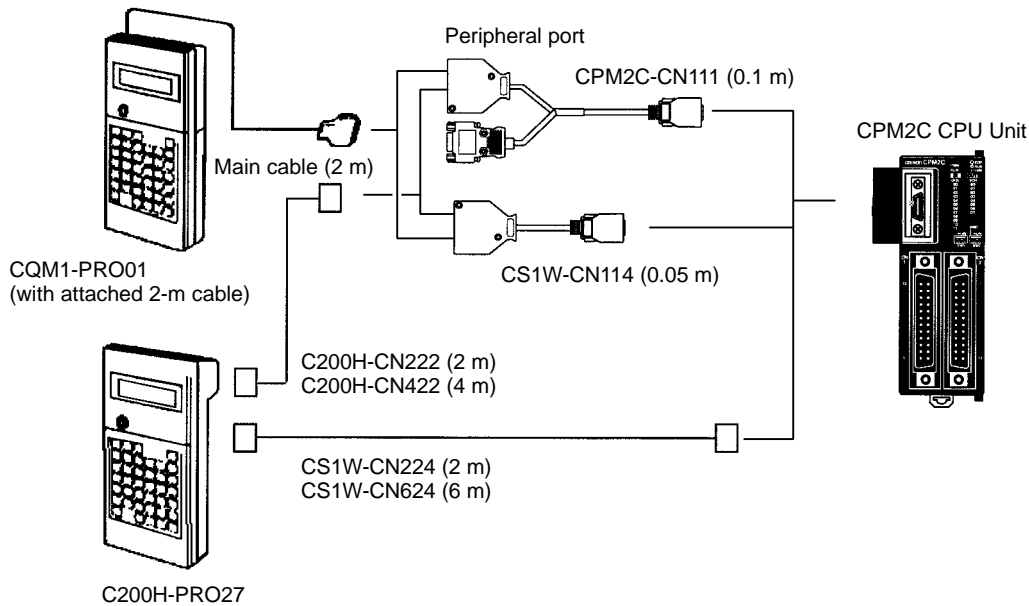 Peripheral port
CPM2C-CN111 (0.1 m)
CPM2C CPU Unit
Main cable (2 m)
CS1W-CN114 (0.05 m)
CQM1-PRO01
(with attached 2-m cable)
C200H-CN222 (2 m)
C200H-CN422 (4 m)
CS1W-CN224 (2 m)
CS1W-CN624 (6 m)
C200H-PRO27